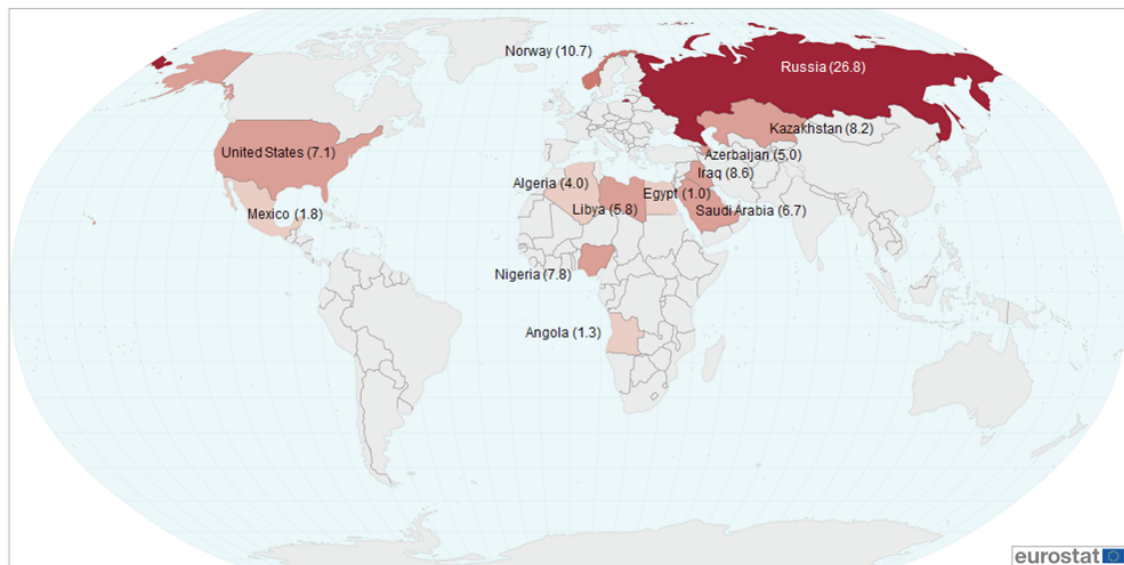 Norway (10.7)
Russia (26.8)
Kazakhstan (8.2)
United States (7.1)
Azerbaijan (5.0)
Iraq (8.6)
Algeria (4.0)
Egypt (1.0)
Libya (5.8)
Saudi Arabia (6.7)
Mexico (1.8)
Nigeria (7.8)
Angola (1.3)
eurostat